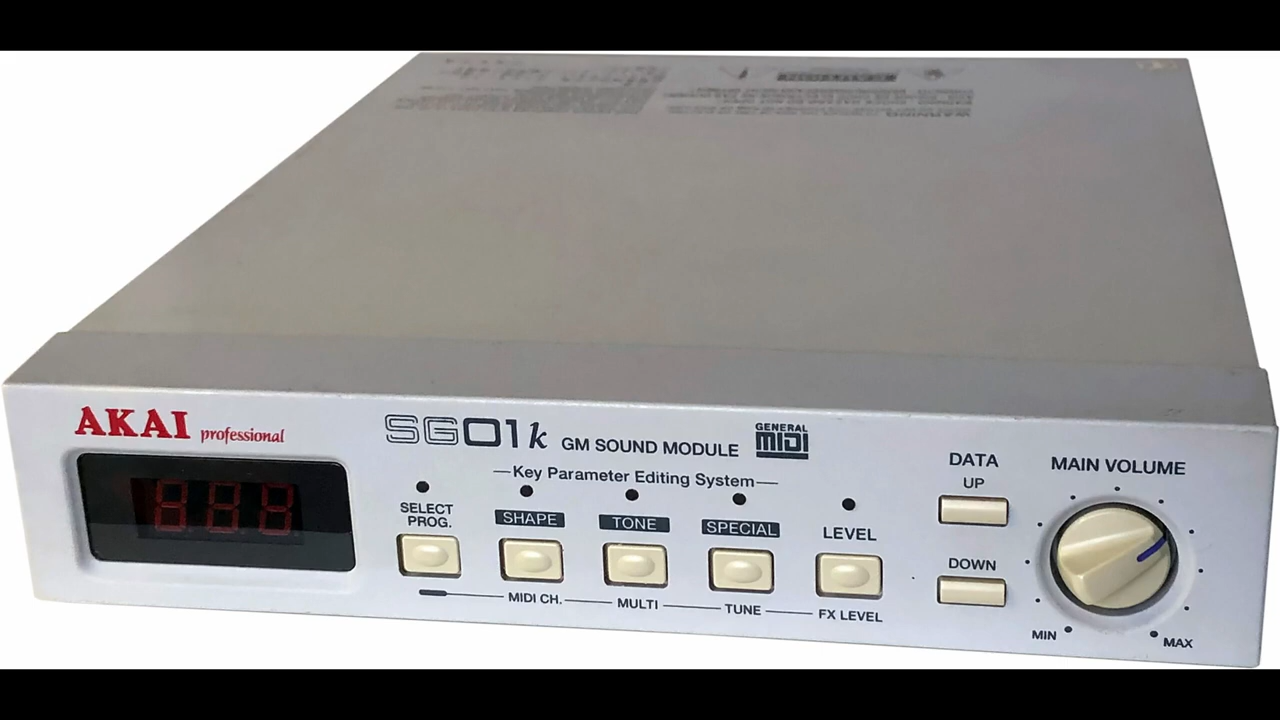 WARNING
AKAI professional
SG01k GM SOUND MODULE
GENERAL
MIDI
Key Parameter Editing System
888
SELECT
PROG.
SHAPE
TONE
SPECIAL
LEVEL
MIDI CH.
MULTI
TUNE
FX LEVEL
DATA
UP
DOWN
MAIN VOLUME
MIN
MAX